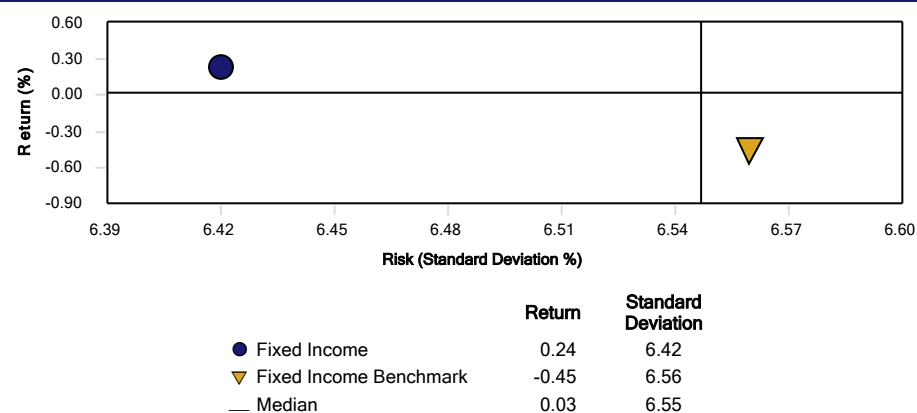 0.60
0.30
0.00
-0.30
-0.60
-0.90
Return (%)
6.39 6.42 6.45 6.48 6.51 6.54 6.57 6.60
Risk (Standard Deviation %)
Return Standard Deviation
Fixed Income 0.24 6.42
Fixed Income Benchmark -0.45 6.56
Median 0.03 6.55